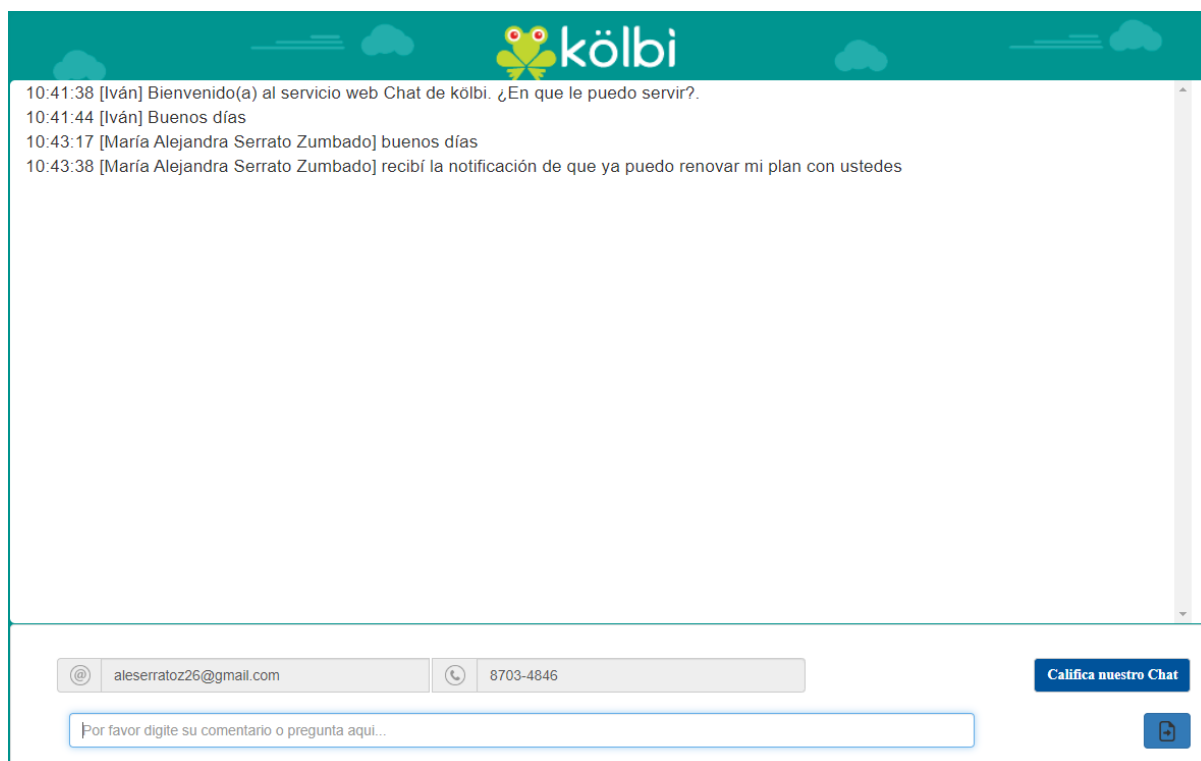 kölbi
10:41:38 [Iván] Bienvenido(a) al servicio web Chat de kölbi. ¿En que le puedo servir?.
10:41:44 [Iván] Buenos días
10:43:17 [María Alejandra Serrato Zumbado] buenos días
10:43:38 [María Alejandra Serrato Zumbado] recibí la notificación de que ya puedo renovar mi plan con ustedes
@ aleserratoz26@gmail.com 8703-4846 Califica nuestro Chat
Por favor digite su comentario o pregunta aqui...